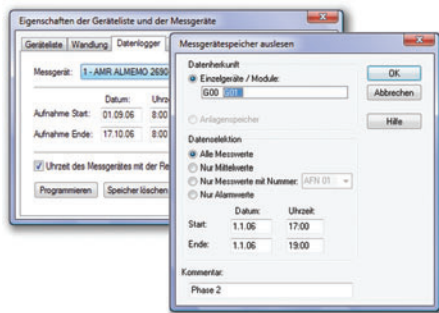 Eigenschaften der Geräteliste und der Messgeräte
Geräteliste Wandlung Datenlogger
Messgerät: 1 - AMR ALMEMO 2690
Datum:
Aufnahme Start: 01.09.06 8:00
Aufnahme Ende: 17.10.06 8:00
Uhrzeit des Messgerätes mit der
Programmieren Speicher löschen
Messgerätespeicher auslesen
Datenherkunft
Einzelgeräte / Module:
G00 G01
Anlagenspeicher
OK
Abbrechen
Hilfe
Datenselektion
Alle Messwerte
Nur Mittelwerte
Nur Messwerte mit Nummer: AFN 01
Nur Alarmwerte
Datum: Uhrzeit:
Start: 1.1.06 17:00
Ende: 1.1.06 19:00
Kommentar:
Phase 2